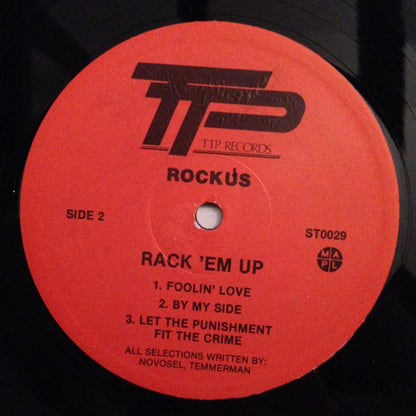 TTP
TTP RECORDS
ROCKUS
SIDE 2
ST0029
M A
P L
RACK 'EM UP
1. FOOLIN' LOVE
2. BY MY SIDE
3. LET THE PUNISHMENT
FIT THE CRIME
ALL SELECTIONS WRITTEN BY:
NOVOSEL, TEMMERMAN